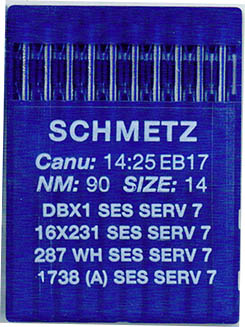 SCHMETZ
Canu: 14:25 EB17
NM: 90 SIZE: 14
DBX1 SES SERV 7
16X231 SES SERV 7
287 WH SES SERV 7
1738 (A) SES SERV 7